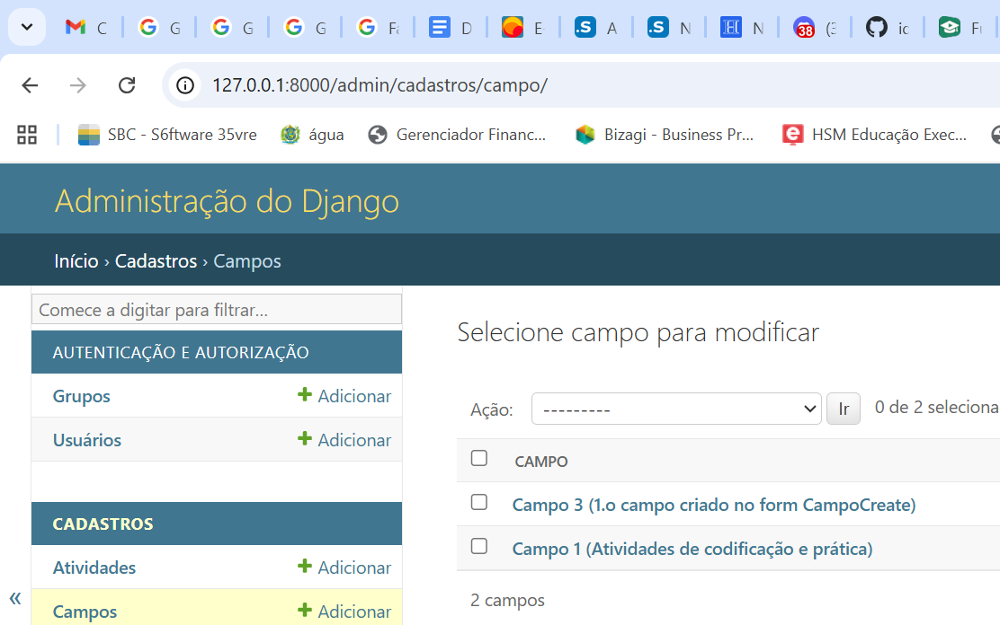 C G G G Fa D E- A N N 38 (3 ic Fu
127.0.0.1:8000/admin/cadastros/campo/
SBC - S6ftware 35vre água Gerenciador Financ... Bizagi - Business Pr... HSM Educação Exec...
Administração do Django
Início › Cadastros › Campos
Comece a digitar para filtrar...
AUTENTICAÇÃO E AUTORIZAÇÃO
Grupos Adicionar
Usuários Adicionar
CADASTROS
Atividades Adicionar
«
Campos Adicionar
Selecione campo para modificar
Ação: --------- Ir 0 de 2 seleciona
CAMPO
Campo 3 (1.o campo criado no form CampoCreate)
Campo 1 (Atividades de codificação e prática)
2 campos